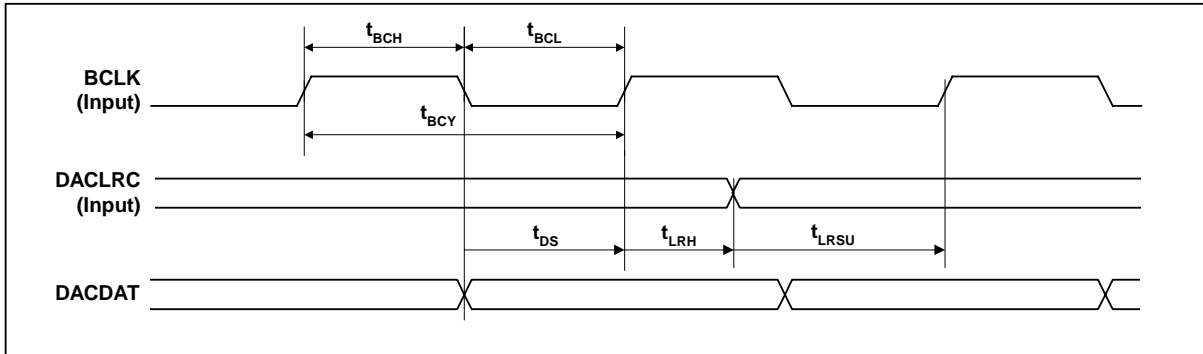 tBCH
tBCL
BCLK
(Input)
tBCY
DACLRC
(Input)
tDS
tLRH
tLRSU
DACDAT